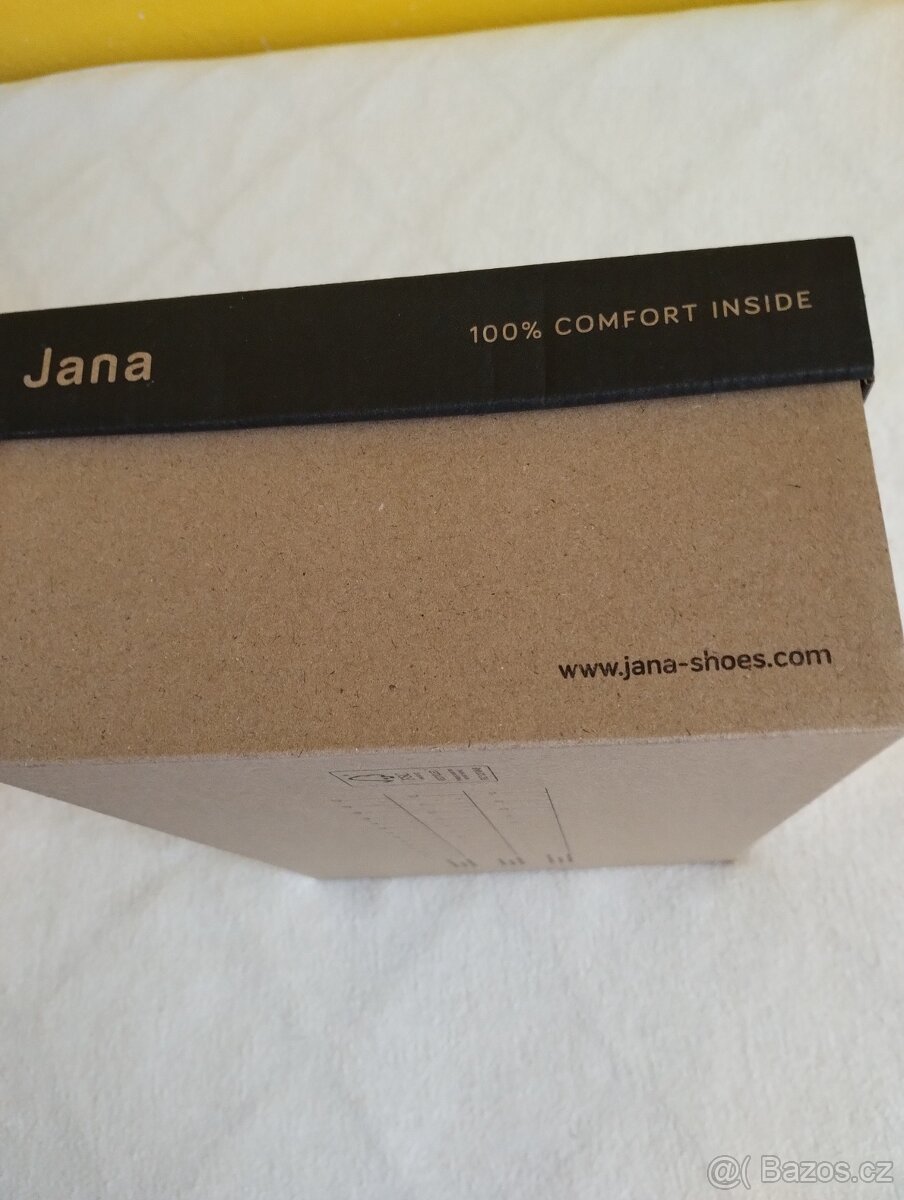 Jana
100% COMFORT INSIDE
www.jana-shoes.com
@( Bazos.cz